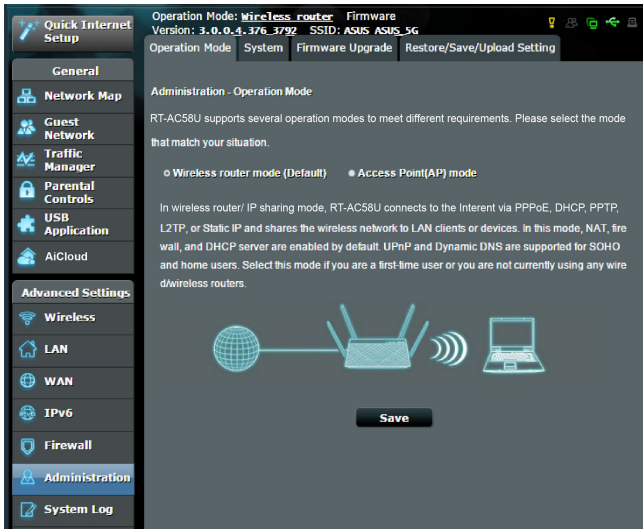 Quick Internet
Setup
Operation Mode: Wireless router Firmware
Version: 3.0.0.4.376_3792 SSID: ASUS ASUS_5G
Operation Mode System Firmware Upgrade Restore/Save/Upload Setting
General
Network Map
Guest
Network
Traffic
Manager
Parental
Controls
USB
Application
AiCloud
Advanced Settings
Wireless
LAN
WAN
IPv6
Firewall
Administration
System Log
Administration - Operation Mode
RT-AC58U supports several operation modes to meet different requirements. Please select the mode
that match your situation.
Wireless router mode (Default) Access Point(AP) mode
In wireless router/ IP sharing mode, RT-AC58U connects to the Interent via PPPoE, DHCP, PPTP,
L2TP, or Static IP and shares the wireless network to LAN clients or devices. In this mode, NAT, fire
wall, and DHCP server are enabled by default. UPnP and Dynamic DNS are supported for SOHO
and home users. Select this mode if you are a first-time user or you are not currently using any wire
d/wireless routers.
Save